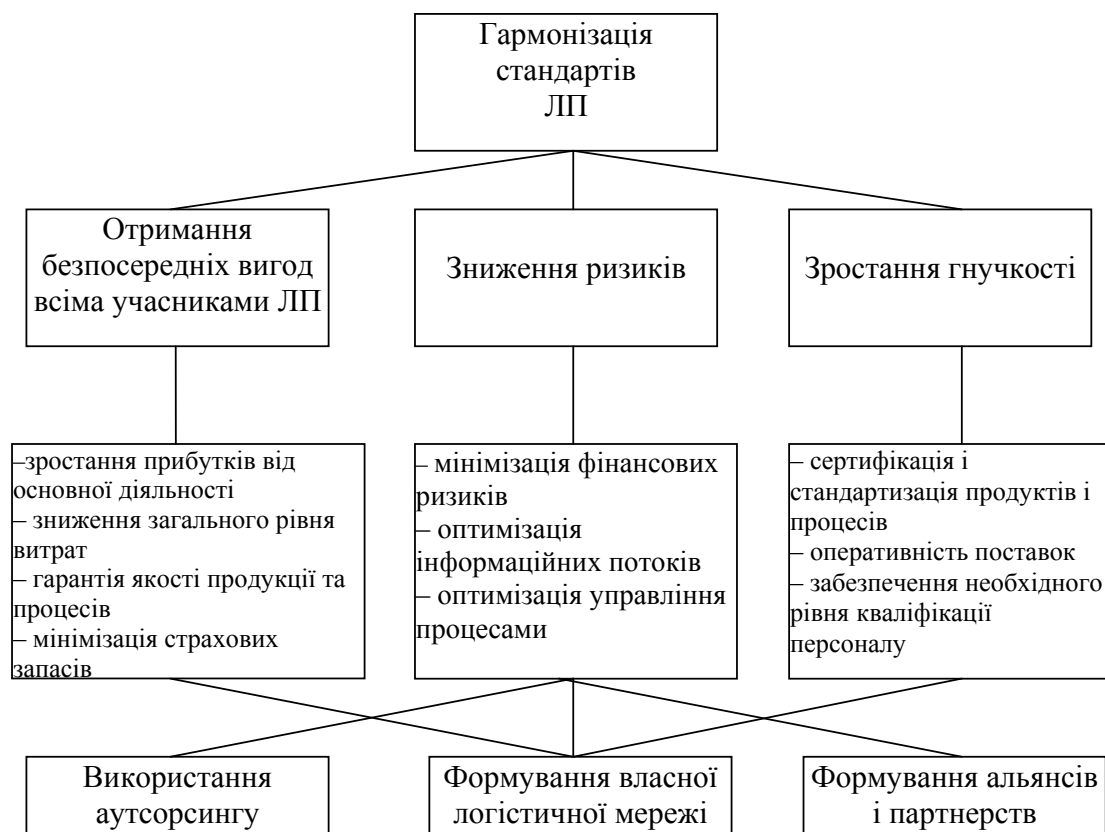 Гармонізація
стандартів
ЛП
Отримання
безпосередніх вигод
всіма учасниками ЛП
Зниження ризиків
Зростання гнучкості
–зростання прибутків від
основної діяльності
– зниження загального рівня
витрат
– гарантія якості продукції та
процесів
– мінімізація страхових
запасів
– мінімізація фінансових
ризиків
– оптимізація
інформаційних потоків
– оптимізація управління
процесами
– сертифікація і
стандартизація продуктів і
процесів
– оперативність поставок
– забезпечення необхідного
рівня кваліфікації
персоналу
Використання
аутсорсингу
Формування власної
логістичної мережі
Формування альянсів
і партнерств